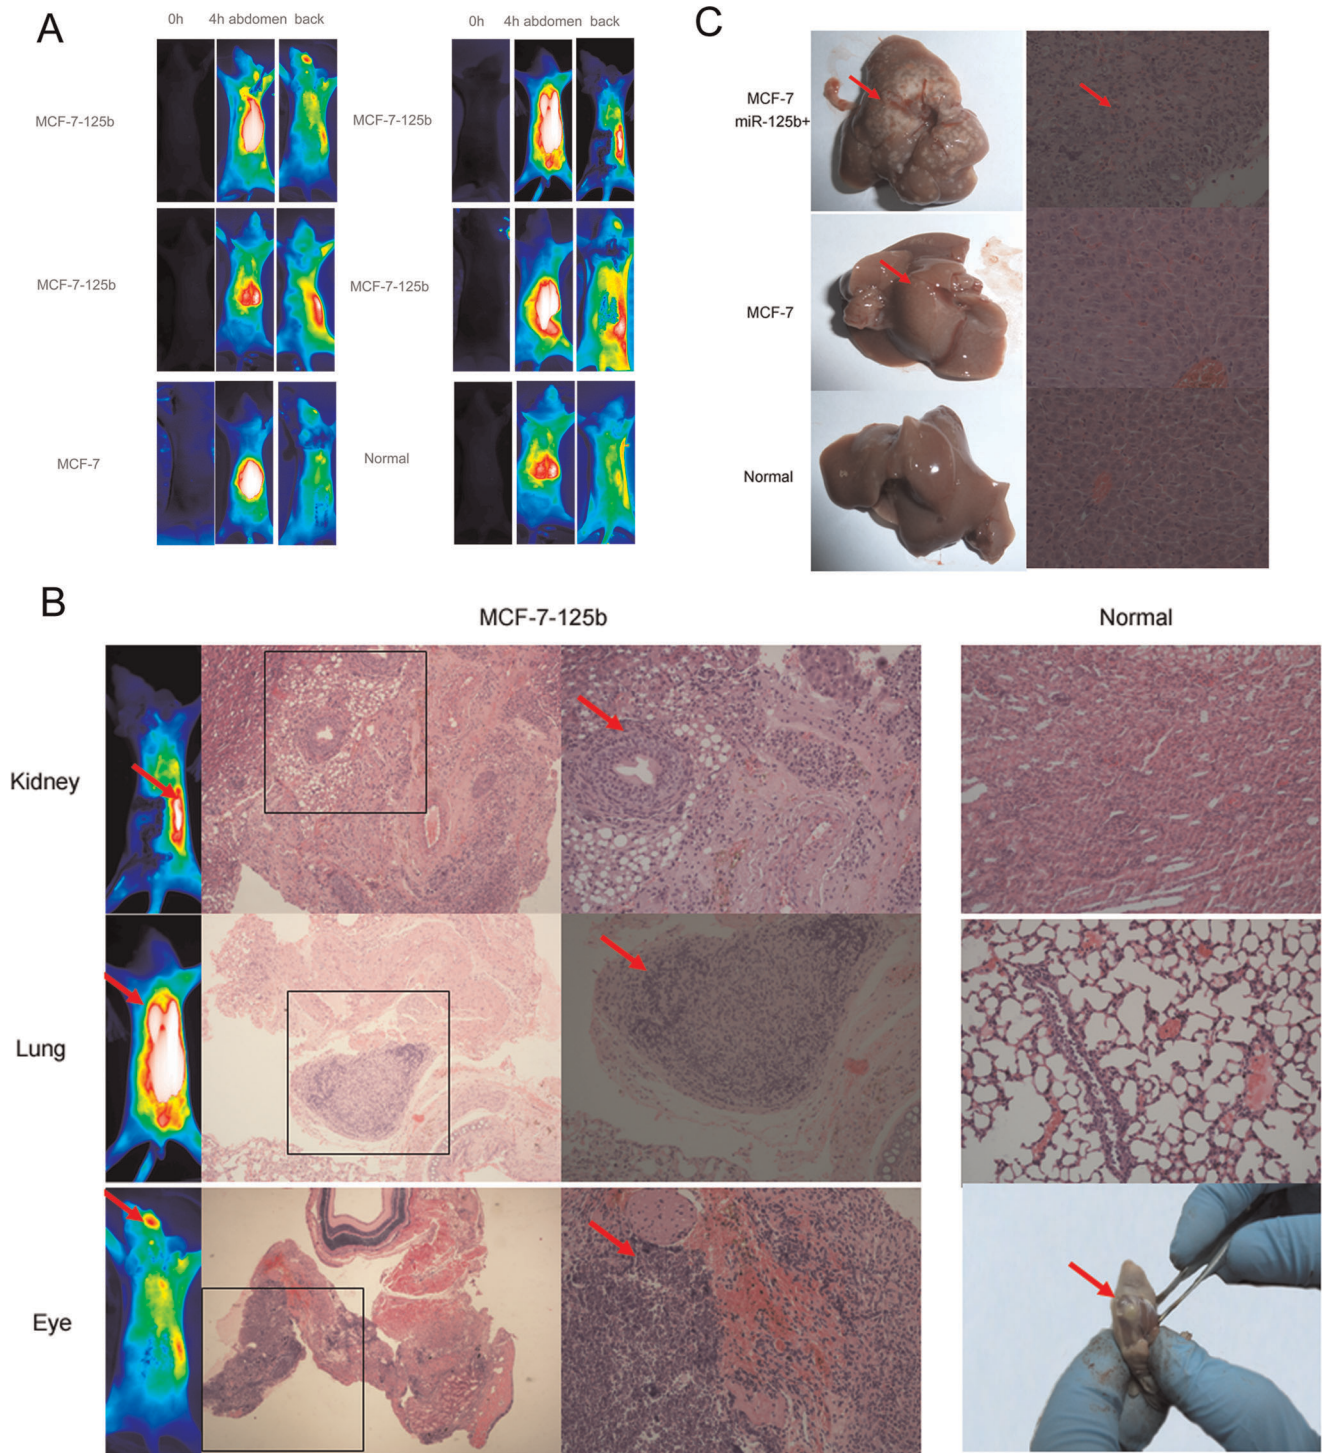 A
0h 4h abdomen back
0h 4h abdomen back
MCF-7-125b
MCF-7-125b
MCF-7-125b
MCF-7-125b
MCF-7
Normal
C
MCF-7
miR-125b+
MCF-7
Normal
B
MCF-7-125b
Normal
Kidney
Lung
Eye